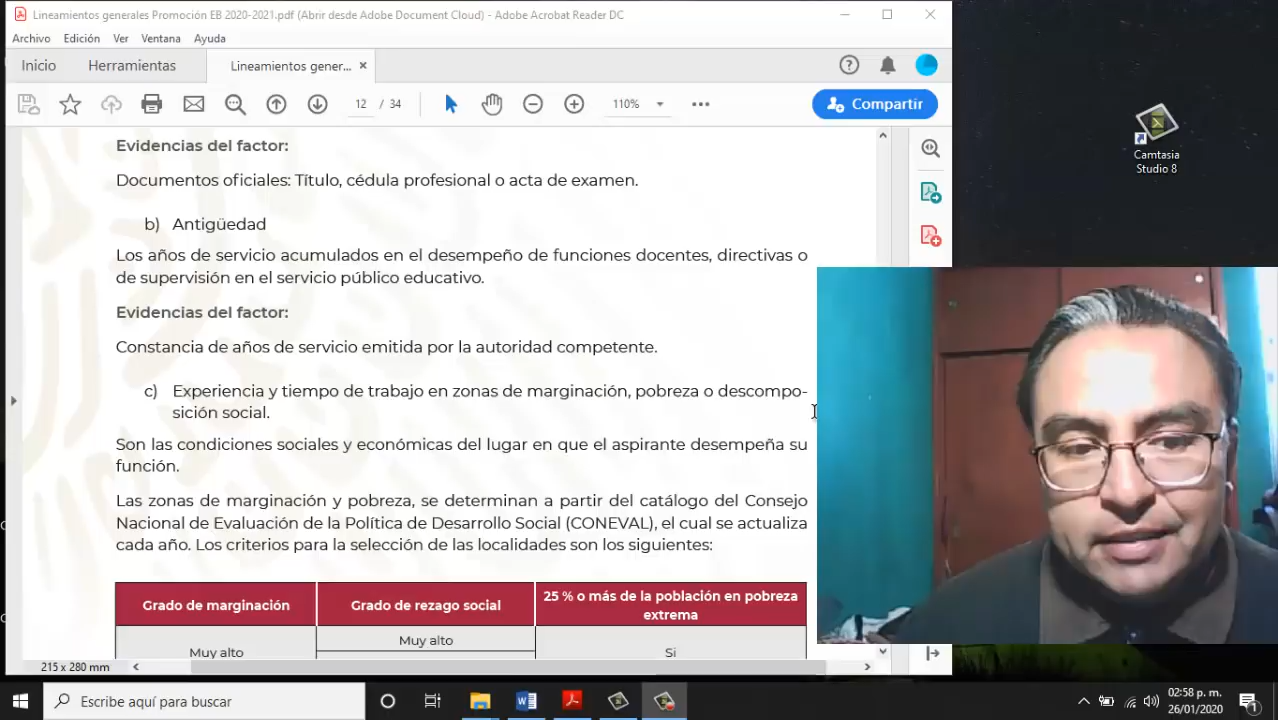 Lineamientos generales Promoción EB 2020-2021.pdf (Abrir desde Adobe Document Cloud) - Adobe Acrobat Reader DC
Archivo Edición Ver Ventana Ayuda
Inicio Herramientas Lineamientos gener... ×
12 / 34 110% Compartir
Evidencias del factor:
Documentos oficiales: Título, cédula profesional o acta de examen.
b) Antigüedad
Los años de servicio acumulados en el desempeño de funciones docentes, directivas o
de supervisión en el servicio público educativo.
Evidencias del factor:
Constancia de años de servicio emitida por la autoridad competente.
c) Experiencia y tiempo de trabajo en zonas de marginación, pobreza o descompo-
sición social.
Son las condiciones sociales y económicas del lugar en que el aspirante desempeña su
función.
Las zonas de marginación y pobreza, se determinan a partir del catálogo del Consejo
Nacional de Evaluación de la Política de Desarrollo Social (CONEVAL), el cual se actualiza
cada año. Los criterios para la selección de las localidades son los siguientes:
Grado de marginación Grado de rezago social 25 % o más de la población en pobreza
extrema
Muy alto
Muy alto Si
215 x 280 mm
Camtasia
Studio 8
Escribe aquí para buscar
02:58 p. m.
26/01/2020
1